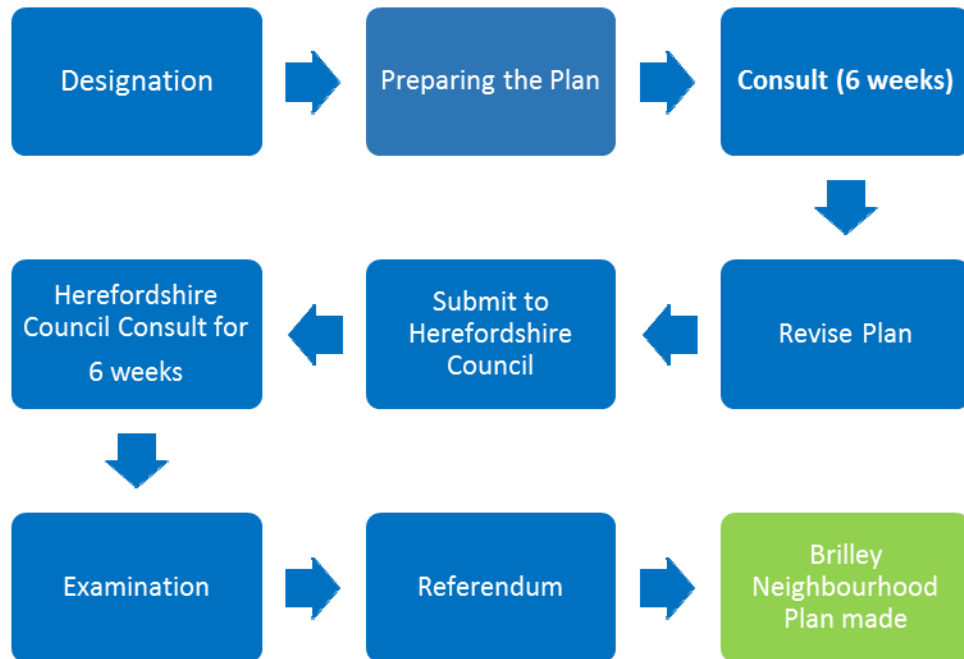 Designation
Preparing the Plan
Consult (6 weeks)
Revise Plan
Submit to
Herefordshire
Council
Herefordshire
Council Consult for
6 weeks
Examination
Referendum
Brilley
Neighbourhood
Plan made